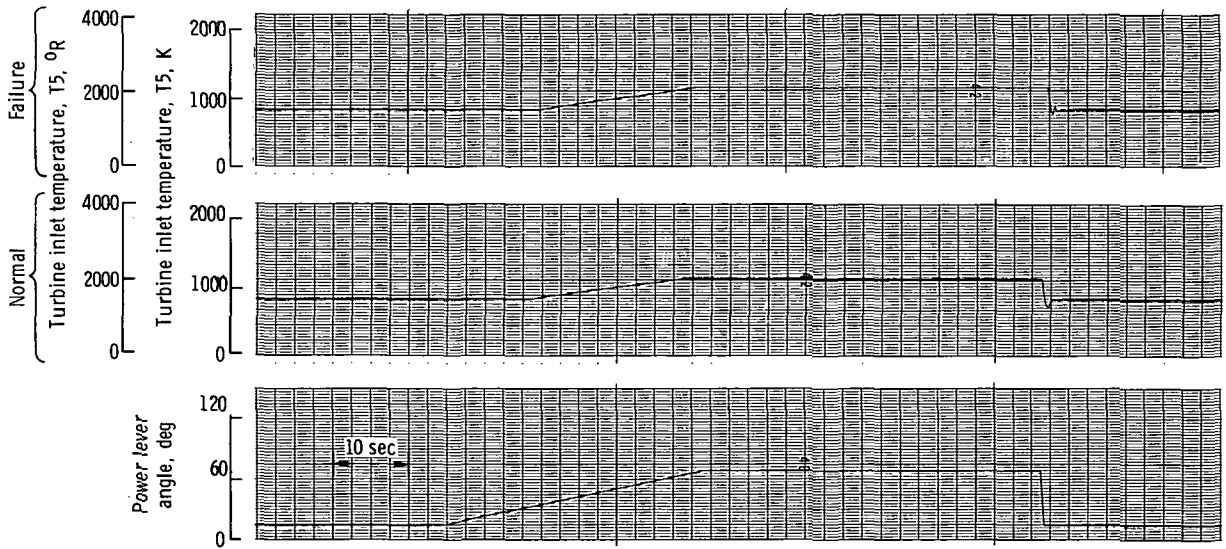 Failure
Turbine inlet temperature, T5, ⁰R
4000
2000
0
Turbine inlet temperature, T5, K
2000
1000
0
Normal
Turbine inlet temperature, T5, ⁰R
4000
2000
0
Turbine inlet temperature, T5, K
2000
1000
0
Power lever
angle, deg
120
60
0
10 sec